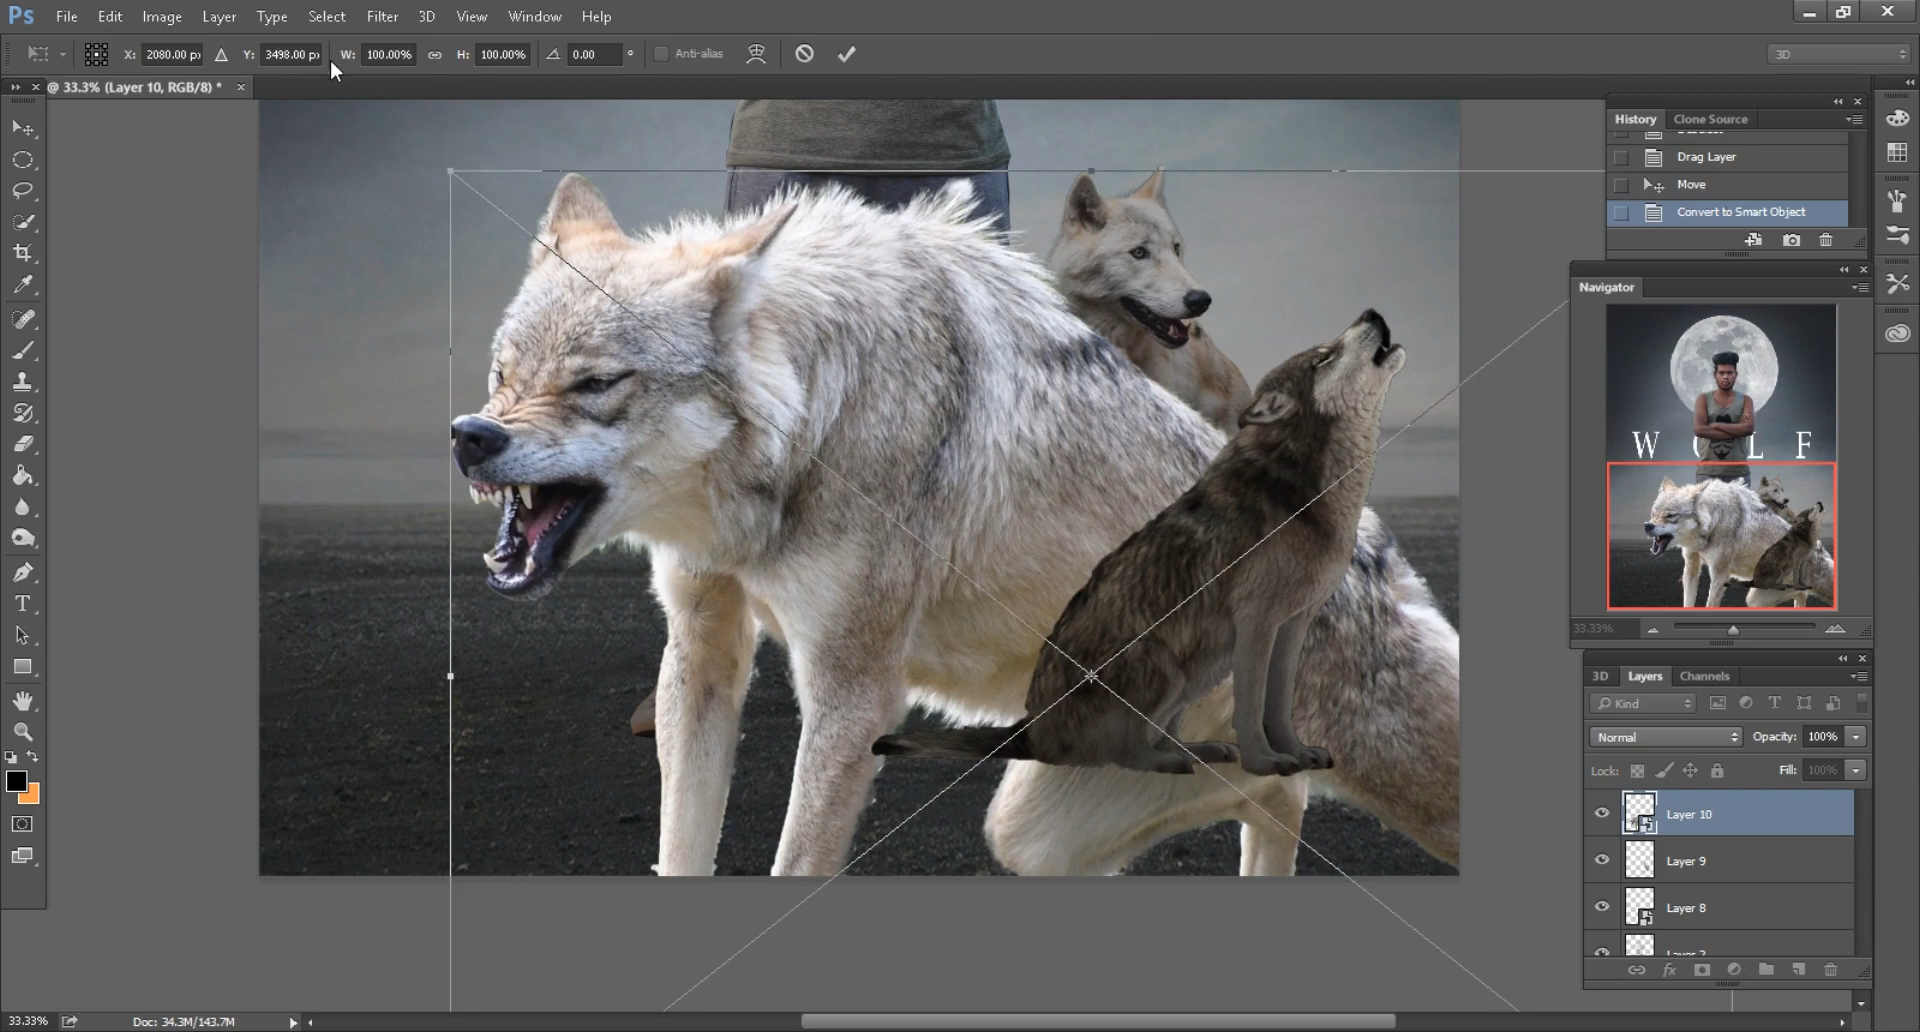 Ps File Edit Image Layer Type Select Filter 3D View Window Help
X: 2080.00 px Y: 3498.00 px W: 100.00% H: 100.00% 0.00 ° Anti-alias 3D
@ 33.3% (Layer 10, RGB/8) * ×
History Clone Source
Drag Layer
Move
Convert to Smart Object
Navigator
W O L F
33.33%
3D Layers Channels
Kind
Normal Opacity: 100%
Lock: Fill: 100%
Layer 10
Layer 9
Layer 8
Layer 2
33.33% Doc: 34.3M/143.7M